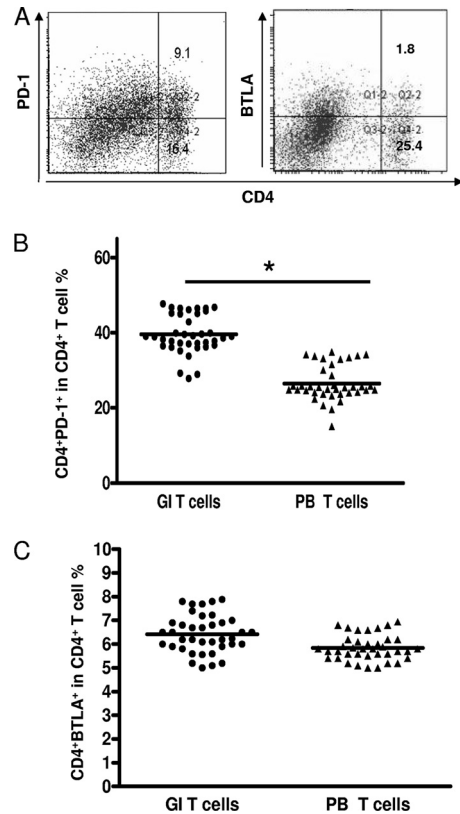 A
PD-1
9.1
16.4
BTLA
1.8
Q1-2 Q2-2
Q3-2 Q4-2
25.4
CD4
B
CD4+PD-1+ in CD4+ T cell %
60
40
20
0
*
GI T cells
PB T cells
C
CD4+BTLA+ in CD4+ T cell %
10
9
8
7
6
5
4
3
2
1
0
GI T cells
PB T cells